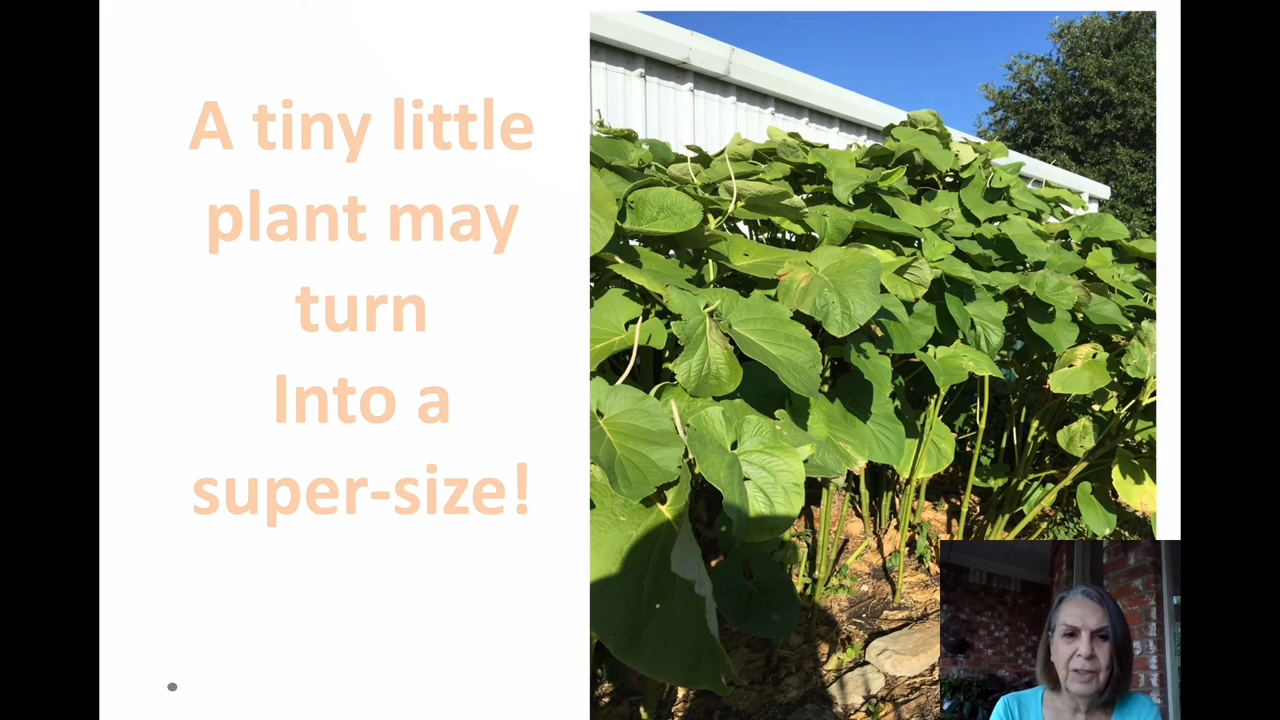 A tiny little
plant may
turn
Into a
super-size!